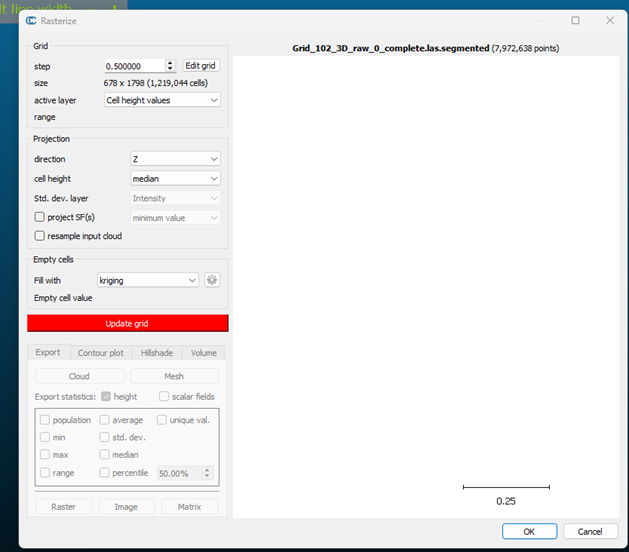 lt line width
Rasterize
Grid
step 0.500000 Edit grid
size 678 x 1798 (1,219,044 cells)
active layer Cell height values
range
Projection
direction Z
cell height median
Std. dev. layer Intensity
project SF(s) minimum value
resample input cloud
Empty cells
Fill with kriging
Empty cell value
Update grid
Export Contour plot Hillshade Volume
Cloud Mesh
Export statistics: height scalar fields
population average unique val.
min std. dev.
max median
range percentile 50.00%
Raster Image Matrix
Grid_102_3D_raw_0_complete.las.segmented (7,972,638 points)
0.25
OK Cancel